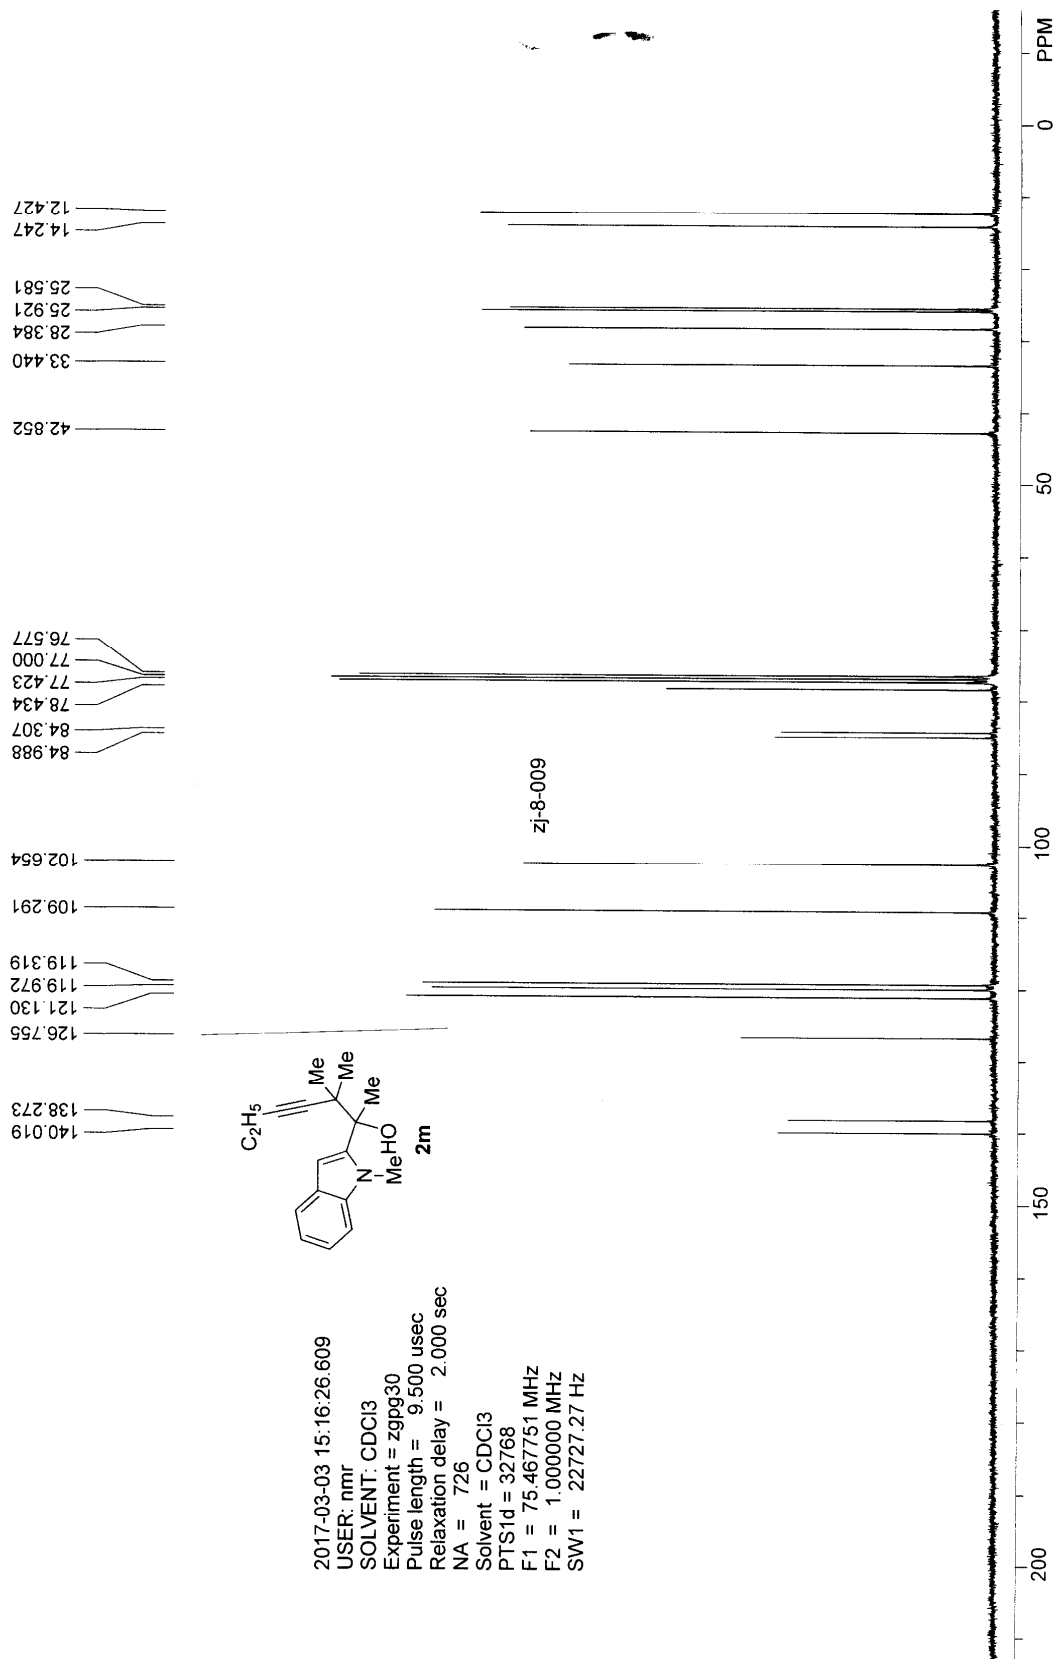 2017-03-03 15:16:26.609
USER: nmr
SOLVENT: CDCl3
Experiment = zgpg30
Pulse length = 9.500 usec
Relaxation delay = 2.000 sec
NA = 726
Solvent = CDCl3
PTS1d = 32768
F1 = 75.467751 MHz
F2 = 1.000000 MHz
SW1 = 22727.27 Hz
C2H5
Me
Me
Me
HO
N
Me
2m
zj-8-009
140.019
138.273
126.755
121.130
119.972
119.319
109.291
102.654
84.988
84.307
78.434
77.423
77.000
76.577
42.852
33.440
28.384
25.921
25.581
14.247
12.427
200
150
100
50
0
PPM